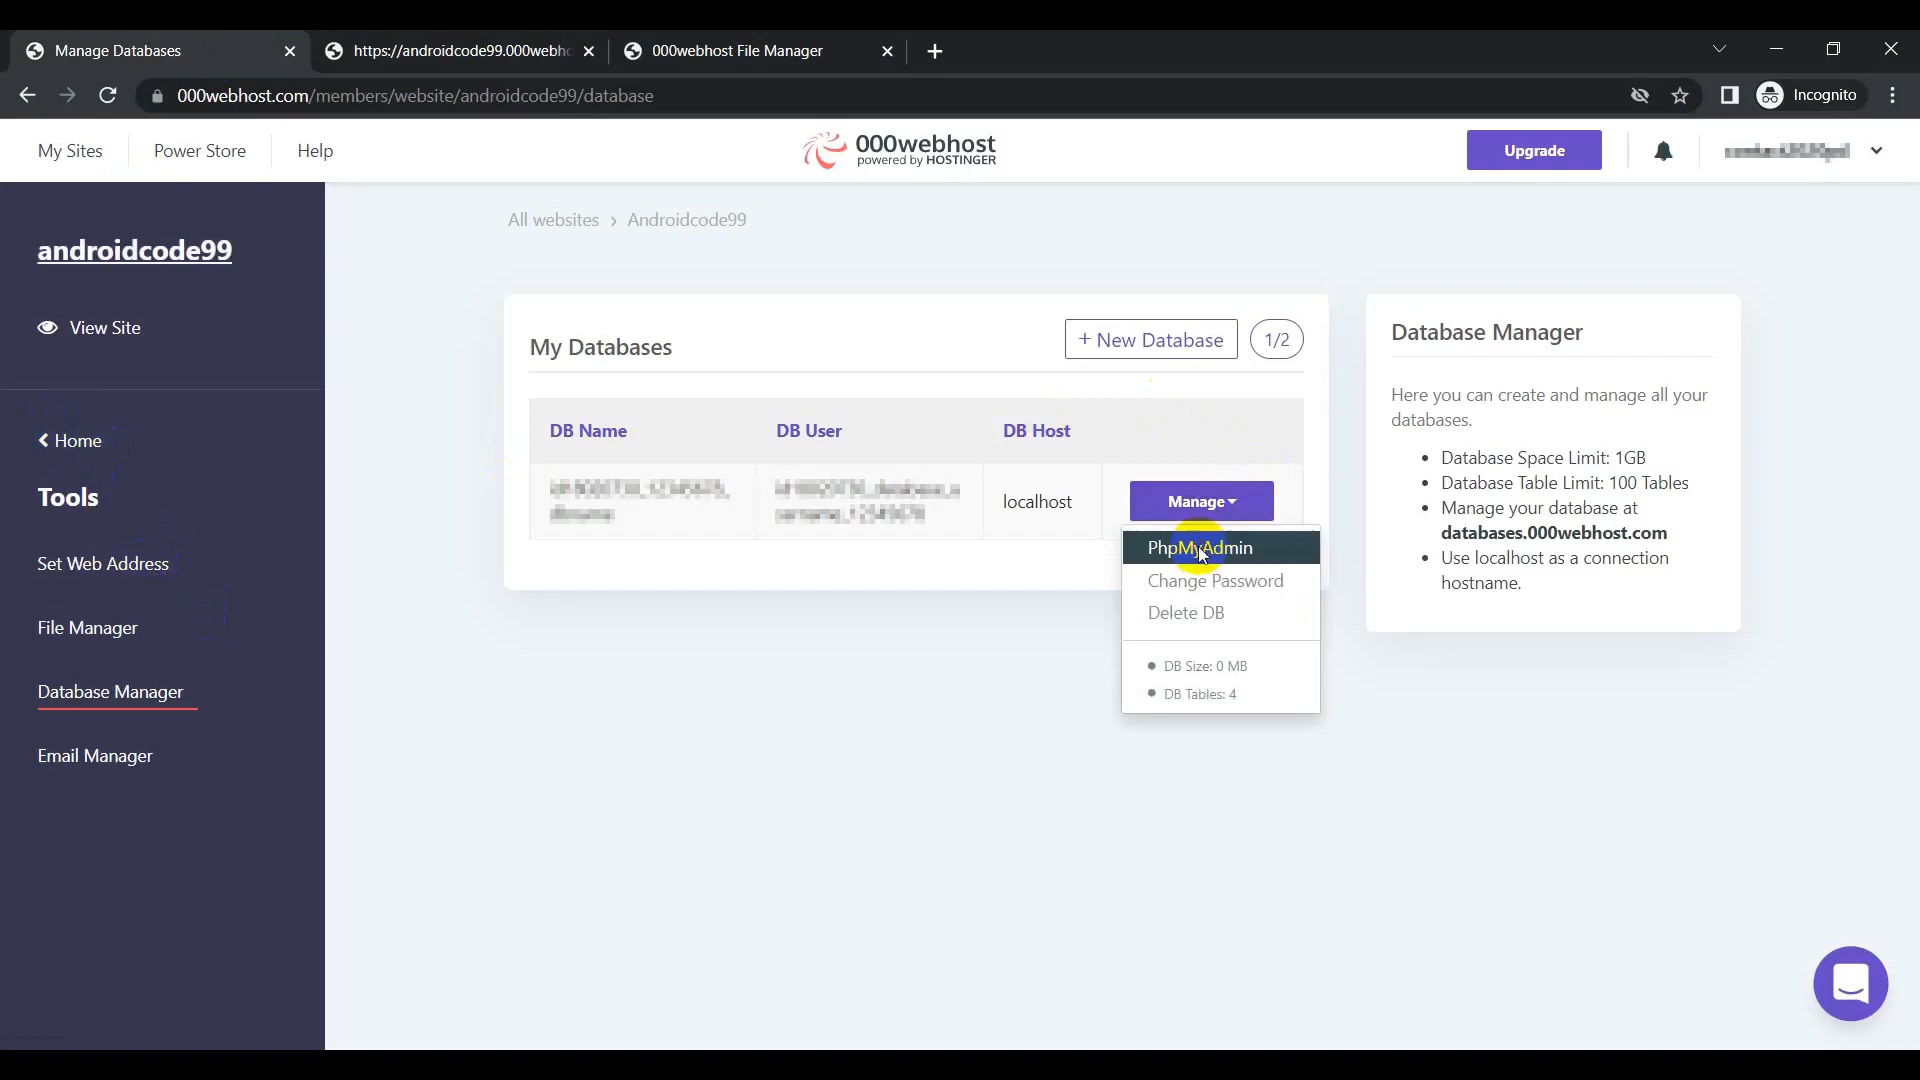 Manage Databases
https://androidcode99.000webho
000webhost File Manager
000webhost.com/members/website/androidcode99/database
Incognito
My Sites
Power Store
Help
000webhost
powered by HOSTINGER
Upgrade
androidcode99
View Site
Home
Tools
Set Web Address
File Manager
Database Manager
Email Manager
All websites › Androidcode99
My Databases
+ New Database
1/2
DB Name
DB User
DB Host
localhost
Manage
PhpMyAdmin
Change Password
Delete DB
DB Size: 0 MB
DB Tables: 4
Database Manager
Here you can create and manage all your
databases.
Database Space Limit: 1GB
Database Table Limit: 100 Tables
Manage your database at
databases.000webhost.com
Use localhost as a connection
hostname.